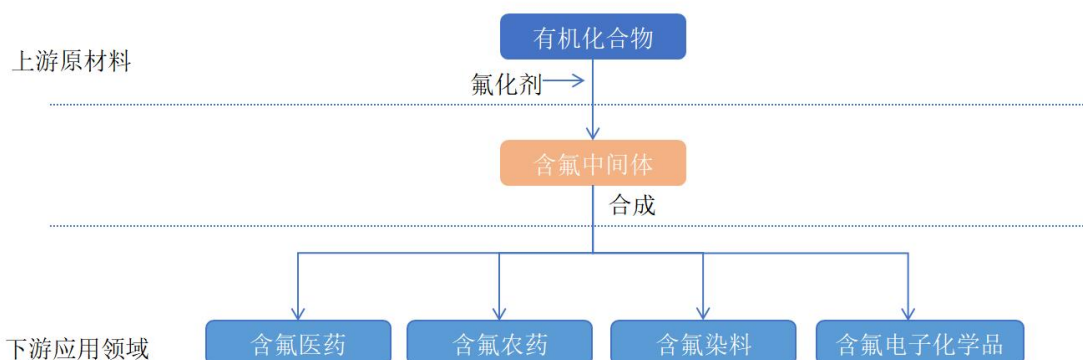 有机化合物
上游原材料
氟化剂
含氟中间体
合成
下游应用领域
含氟医药
含氟农药
含氟染料
含氟电子化学品